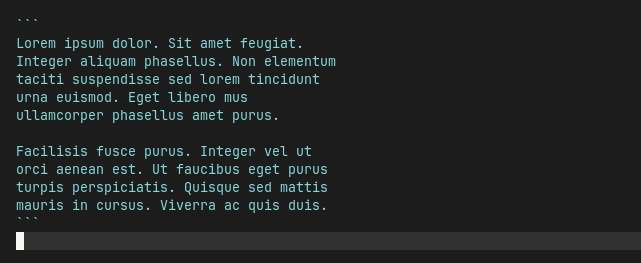 ```
Lorem ipsum dolor. Sit amet feugiat.
Integer aliquam phasellus. Non elementum
taciti suspendisse sed lorem tincidunt
urna euismod. Eget libero mus
ullamcorper phasellus amet purus.

Facilisis fusce purus. Integer vel ut
orci aenean est. Ut faucibus eget purus
turpis perspiciatis. Quisque sed mattis
mauris in cursus. Viverra ac quis duis.
```